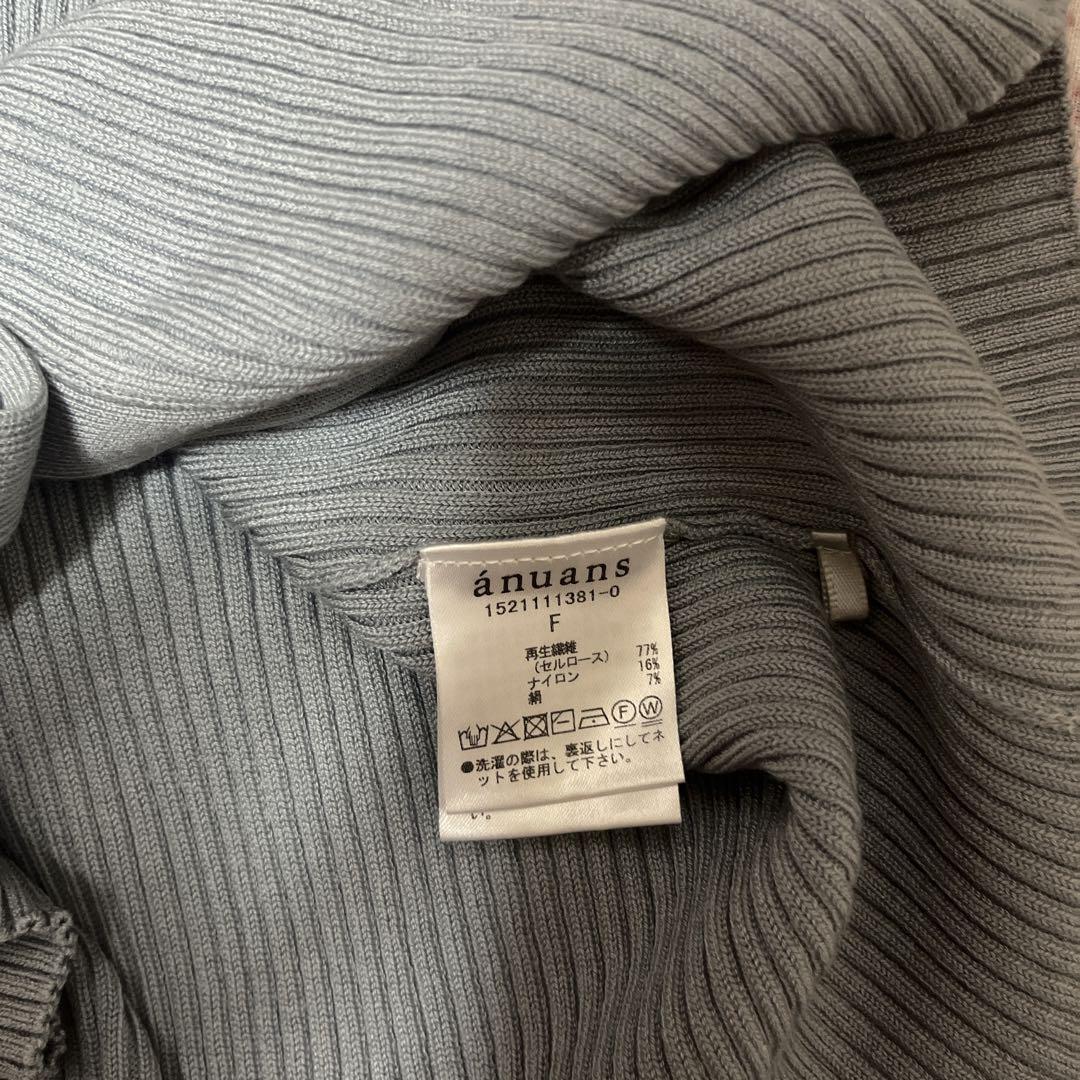 ánuans
1521111381-0
F
再生繊維 77%
(セルロース) 16%
ナイロン 7%
絹
F W
●洗濯の際は、裏返しにしてネ
ットを使用して下さい。
い。